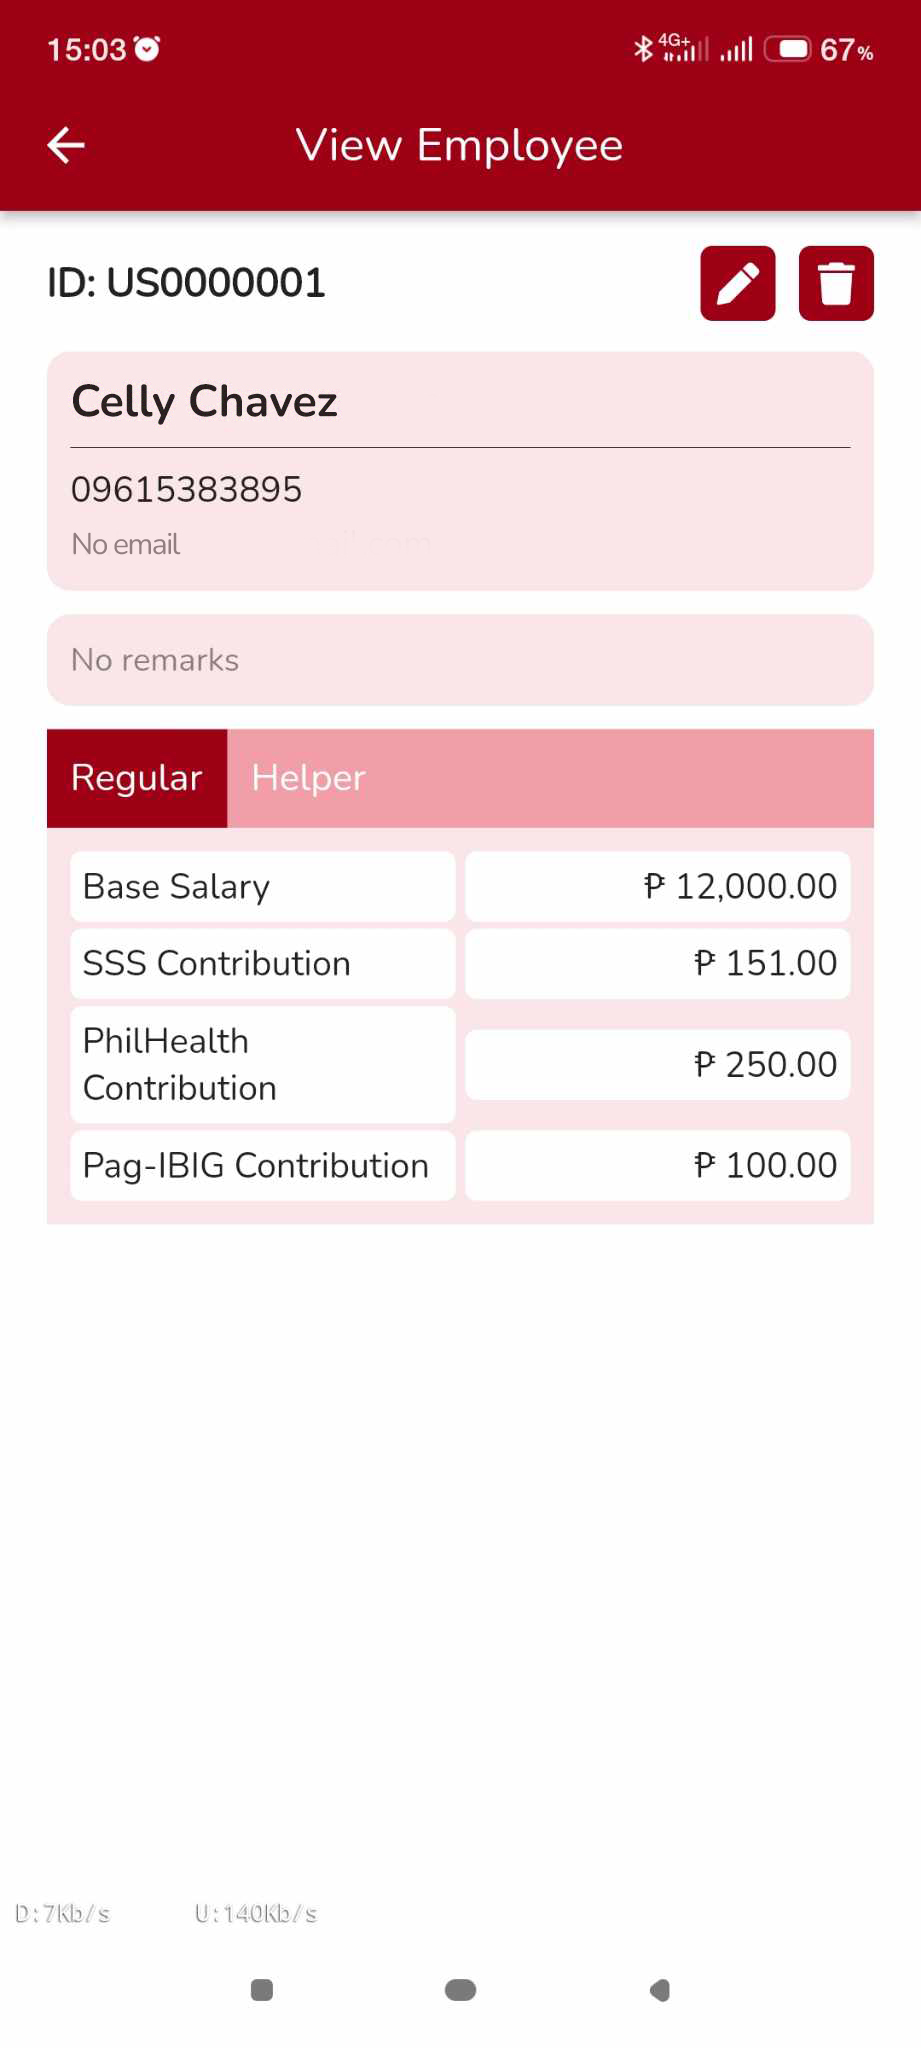 15:03
4G+
67%
View Employee
ID: US0000001
Celly Chavez
09615383895
No email
No remarks
Regular Helper
Base Salary ₱ 12,000.00
SSS Contribution ₱ 151.00
PhilHealth
Contribution ₱ 250.00
Pag-IBIG Contribution ₱ 100.00
D:7Kb/s U:140Kb/s